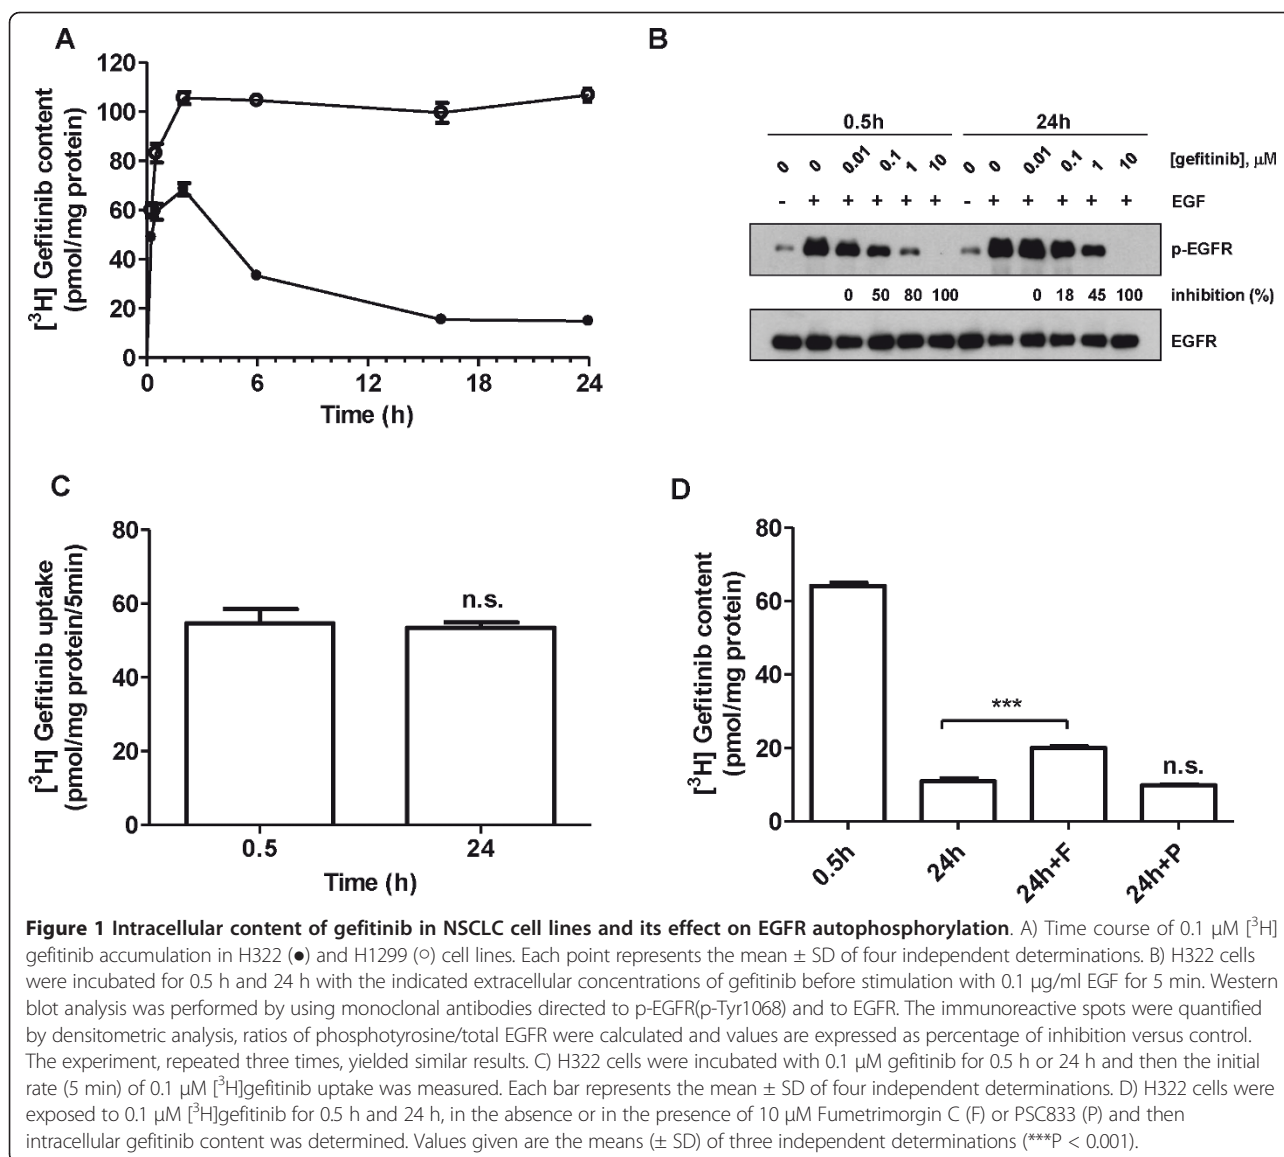 A
[³H] Gefitinib content
(pmol/mg protein)
120
100
80
60
40
20
0
0 6 12 18 24
Time (h)
B
0.5h 24h
0 0 0.01 0.1 1 10 0 0 0.01 0.1 1 10 [gefitinib], μM
- + + + + + - + + + + + EGF
p-EGFR
0 50 80 100 0 18 45 100 inhibition (%)
EGFR
C
[³H] Gefitinib uptake
(pmol/mg protein/5min)
80
60
40
20
0
n.s.
0.5 24
Time (h)
D
[³H] Gefitinib content
(pmol/mg protein)
80
60
40
20
0
***
n.s.
0.5h 24h 24h+F 24h+P
Figure 1 Intracellular content of gefitinib in NSCLC cell lines and its effect on EGFR autophosphorylation. A) Time course of 0.1 μM [³H]
gefitinib accumulation in H322 (●) and H1299 (○) cell lines. Each point represents the mean ± SD of four independent determinations. B) H322 cells
were incubated for 0.5 h and 24 h with the indicated extracellular concentrations of gefitinib before stimulation with 0.1 μg/ml EGF for 5 min. Western
blot analysis was performed by using monoclonal antibodies directed to p-EGFR(p-Tyr1068) and to EGFR. The immunoreactive spots were quantified
by densitometric analysis, ratios of phosphotyrosine/total EGFR were calculated and values are expressed as percentage of inhibition versus control.
The experiment, repeated three times, yielded similar results. C) H322 cells were incubated with 0.1 μM gefitinib for 0.5 h or 24 h and then the initial
rate (5 min) of 0.1 μM [³H]gefitinib uptake was measured. Each bar represents the mean ± SD of four independent determinations. D) H322 cells were
exposed to 0.1 μM [³H]gefitinib for 0.5 h and 24 h, in the absence or in the presence of 10 μM Fumetrimorgin C (F) or PSC833 (P) and then
intracellular gefitinib content was determined. Values given are the means (± SD) of three independent determinations (***P < 0.001).